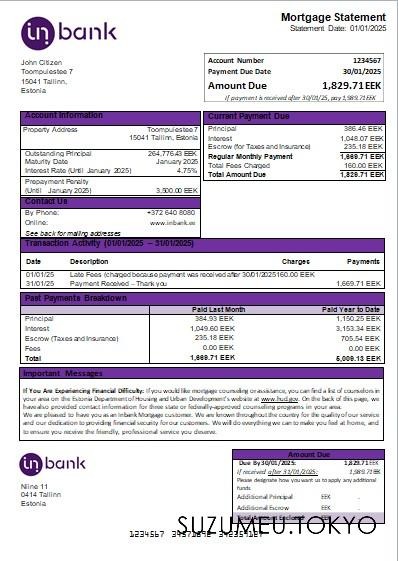 inbank
Mortgage Statement
Statement Date: 01/01/2025
John Citizen
Toompuiestee 7
15041 Tallinn,
Estonia
Account Number 1234567
Payment Due Date 30/01/2025
Amount Due 1,829.71 EEK
If payment is received after 30/01/25, pay 1,989.71 EEK
Account Information
Property Address Toompuiestee 7
15041 Tallinn, Estonia
Outstanding Principal 264,776.43 EEK
Maturity Date January 2025
Interest Rate (Until January 2025) 4.75%
Prepayment Penalty
(Until January 2025) 3,500.00 EEK
Contact Us
By Phone: +372 640 8080
Online: www.inbank.ee
See back for mailing addresses
Current Payment Due
Principal 386.46 EEK
Interest 1,048.07 EEK
Escrow (for Taxes and Insurance) 235.18 EEK
Regular Monthly Payment 1,669.71 EEK
Total Fees Charged 160.00 EEK
Total Amount Due 1,829.71 EEK
Transaction Activity (01/01/2025 – 31/01/2025)
Date Description Charges Payments
01/01/25 Late Fees (charged because payment was received after 30/01/2025 160.00 EEK
31/01/25 Payment Received – Thank you 1,669.71 EEK
Past Payments Breakdown
Paid Last Month Paid Year to Date
Principal 384.93 EEK 1,150.25 EEK
Interest 1,049.60 EEK 3,153.34 EEK
Escrow (Taxes and Insurance) 235.18 EEK 705.54 EEK
Fees 0.00 EEK 0.00 EEK
Total 1,669.71 EEK 5,009.13 EEK
Important Messages
If You Are Experiencing Financial Difficulty: If you would like mortgage counseling or assistance, you can find a list of counselors
in your area on the Estonia Department of Housing and Urban Development's website at www.hud.gov. On the back of this page, we
have also provided contact information for three state or federally-approved counseling programs in your area.
We are pleased to have you as an Inbank Mortgage customer. We are known throughout the country for the quality of our service
and our dedication to providing financial security for our customers. We will do everything we can to make you feel at home, and
to ensure you receive the friendly, professional service you deserve.
inbank
Niine 11
0414 Tallinn
Estonia
Amount Due
Due By 30/01/2025: 1,829.71 EEK
If received after 31/01/2025: 1,989.71 EEK
Please designate how you want us to apply any additional
funds.
Additional Principal EEK .
Additional Escrow EEK .
Total Amount Enclosed EEK
SUZUMEU.TOKYO
1234567